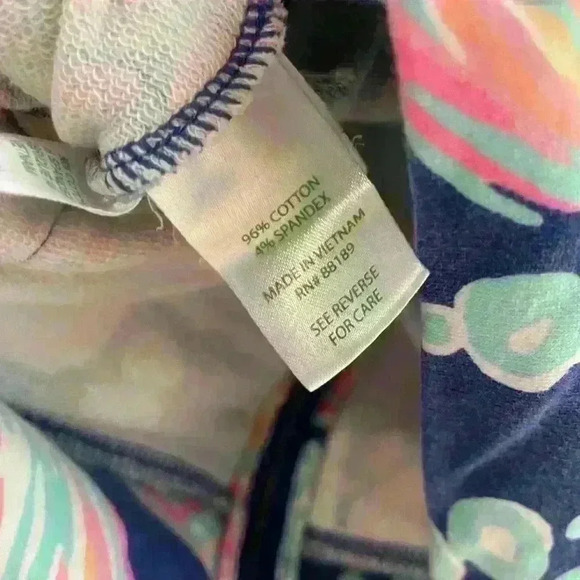 96% COTTON
4% SPANDEX
MADE IN VIETNAM
RN# 88189
SEE REVERSE
FOR CARE